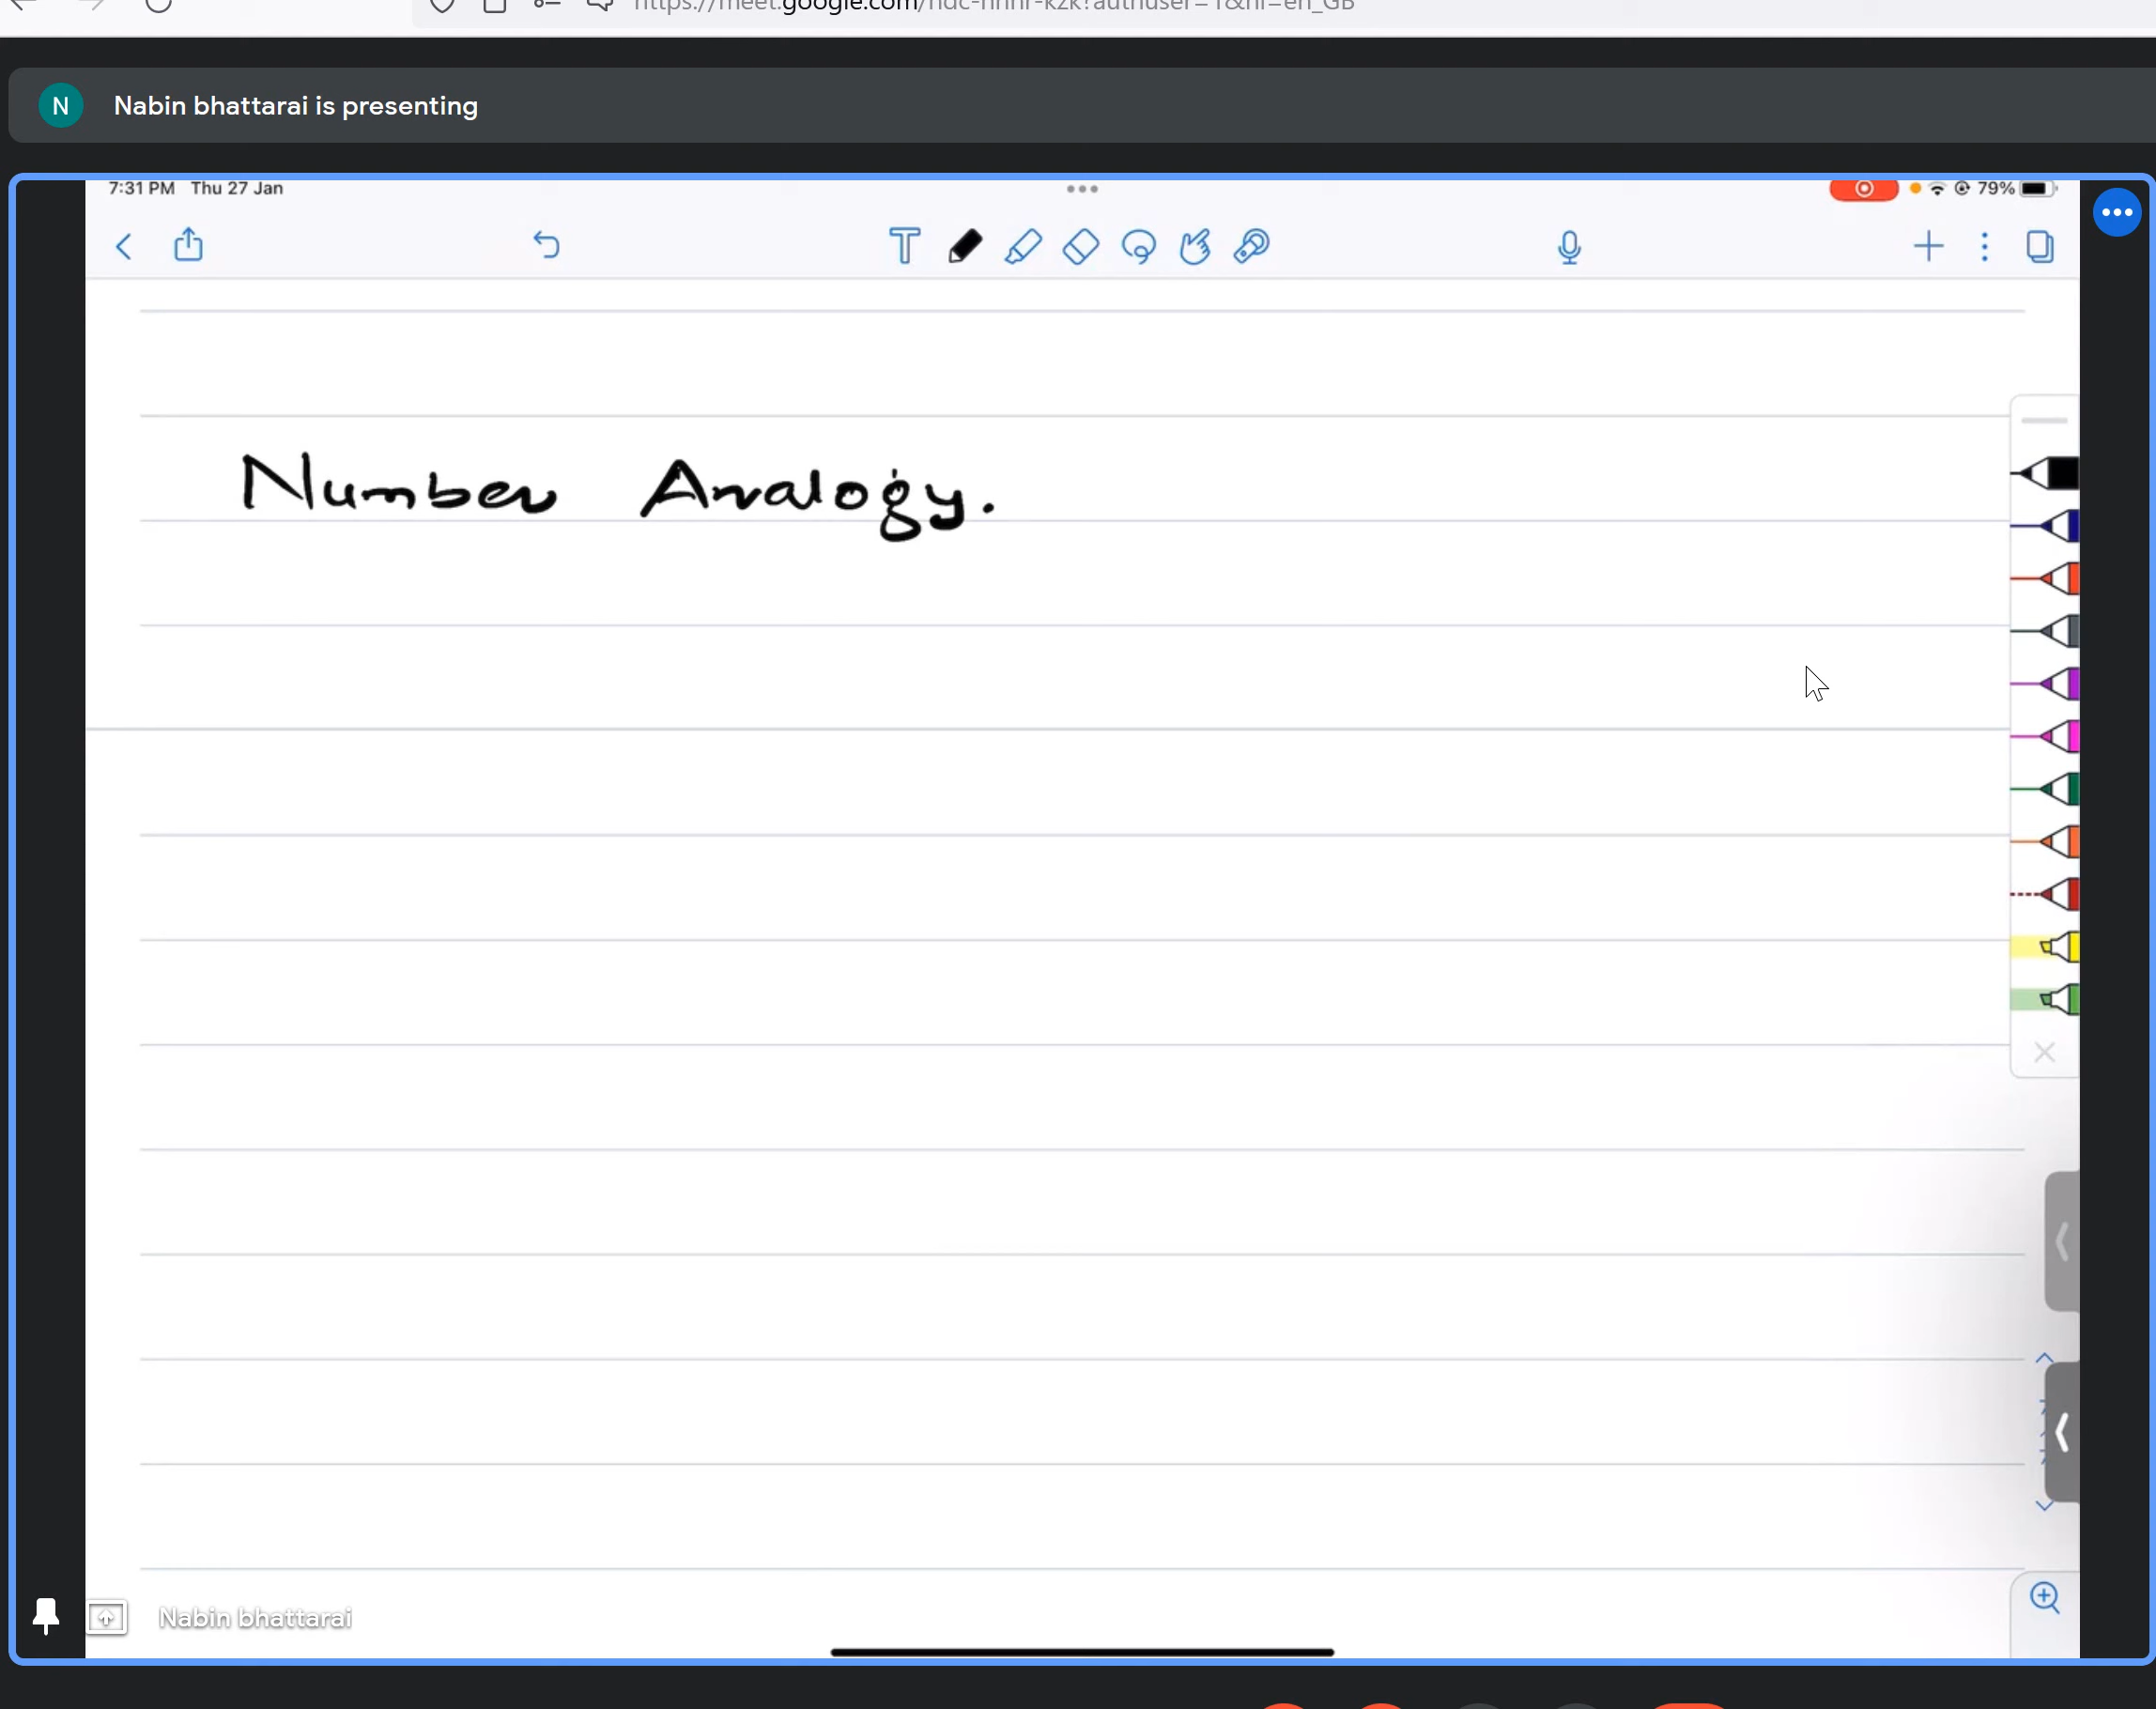 Nabin bhattarai is presenting
7:31 PM Thu 27 Jan
79%
Number Analogy.
Nabin bhattarai